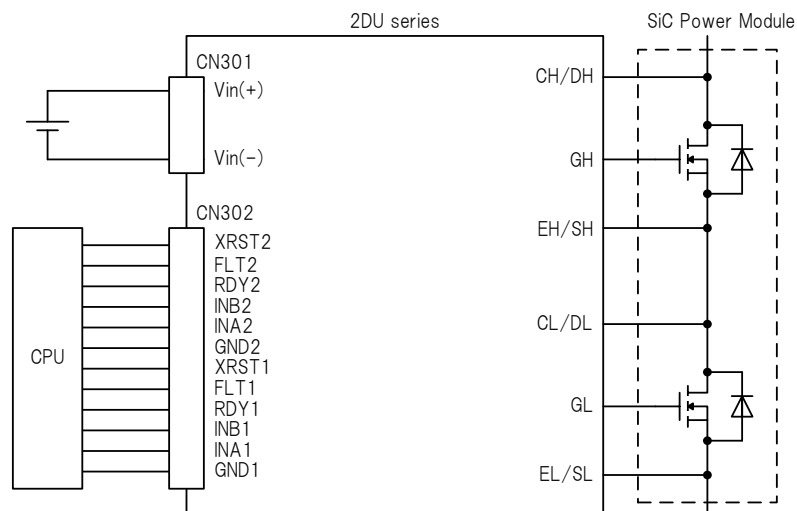 2DU series
SiC Power Module
CN301
Vin(+)
Vin(-)
CN302
XRST2
FLT2
RDY2
INB2
INA2
GND2
XRST1
FLT1
RDY1
INB1
INA1
GND1
CPU
CH/DH
GH
EH/SH
CL/DL
GL
EL/SL